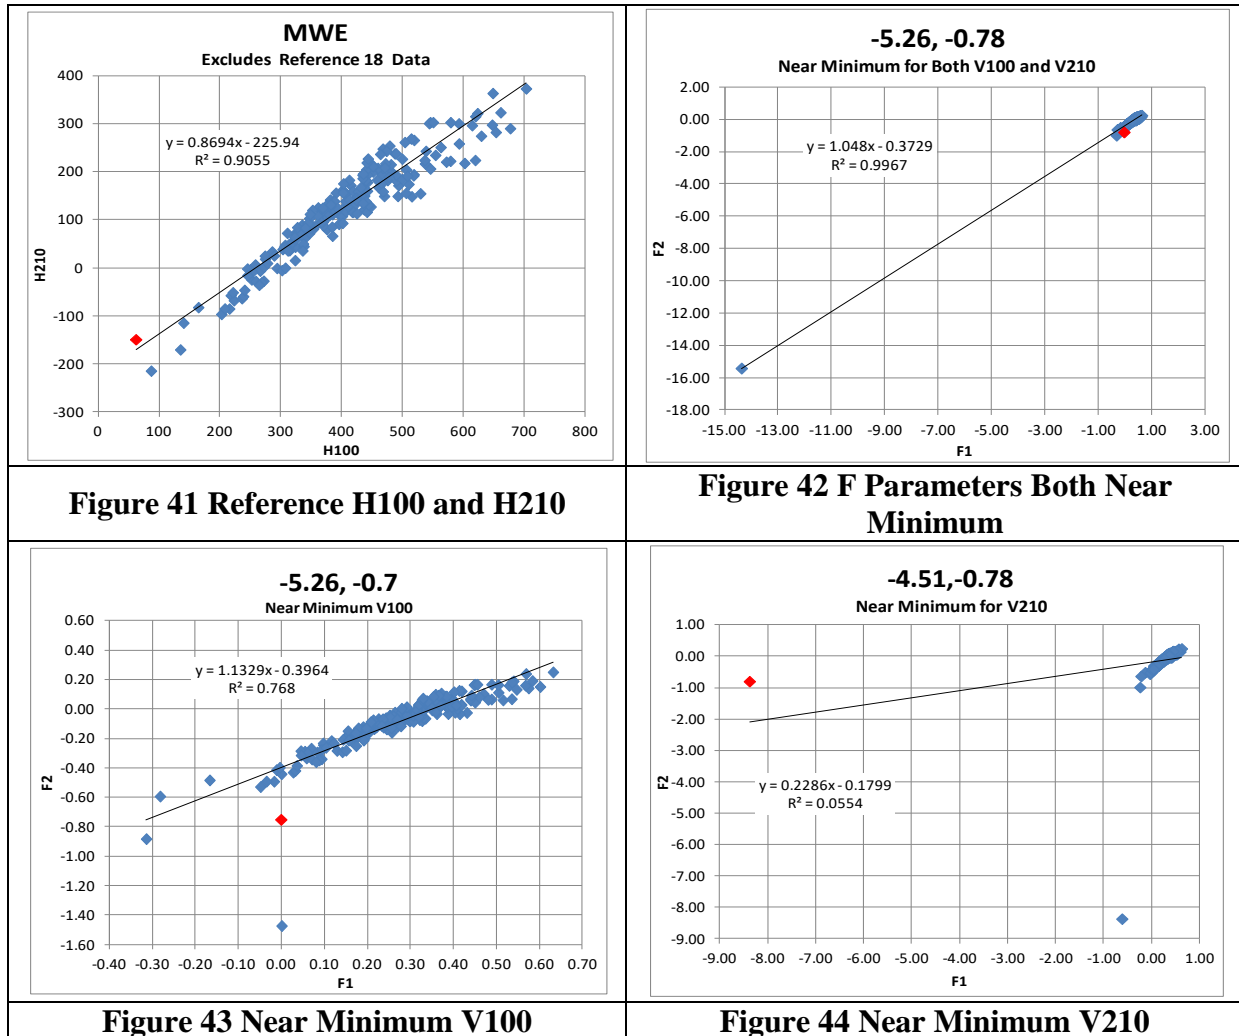 MWE
Excludes Reference 18 Data
400
300
200
100
0
-100
-200
-300
H210
y = 0.8694x - 225.94
R² = 0.9055
0 100 200 300 400 500 600 700 800
H100
Figure 41 Reference H100 and H210
-5.26, -0.78
Near Minimum for Both V100 and V210
2.00
0.00
-2.00
-4.00
-6.00
-8.00
-10.00
-12.00
-14.00
-16.00
-18.00
F2
y = 1.048x - 0.3729
R² = 0.9967
-15.00 -13.00 -11.00 -9.00 -7.00 -5.00 -3.00 -1.00 1.00 3.00
F1
Figure 42 F Parameters Both Near
Minimum
-5.26, -0.7
Near Minimum V100
0.60
0.40
0.20
0.00
-0.20
-0.40
-0.60
-0.80
-1.00
-1.20
-1.40
-1.60
F2
y = 1.1329x - 0.3964
R² = 0.768
-0.40 -0.30 -0.20 -0.10 0.00 0.10 0.20 0.30 0.40 0.50 0.60 0.70
F1
Figure 43 Near Minimum V100
-4.51,-0.78
Near Minimum for V210
1.00
0.00
-1.00
-2.00
-3.00
-4.00
-5.00
-6.00
-7.00
-8.00
-9.00
F2
y = 0.2286x - 0.1799
R² = 0.0554
-9.00 -8.00 -7.00 -6.00 -5.00 -4.00 -3.00 -2.00 -1.00 0.00 1.00
F1
Figure 44 Near Minimum V210